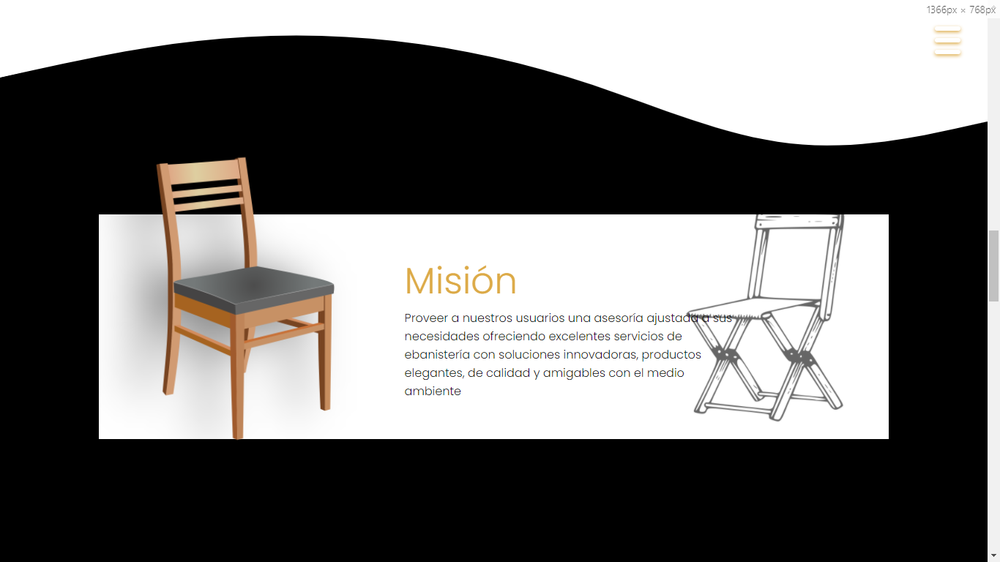 1366px × 768px
Misión
Proveer a nuestros usuarios una asesoría ajustada a sus
necesidades ofreciendo excelentes servicios de
ebanistería con soluciones innovadoras, productos
elegantes, de calidad y amigables con el medio
ambiente